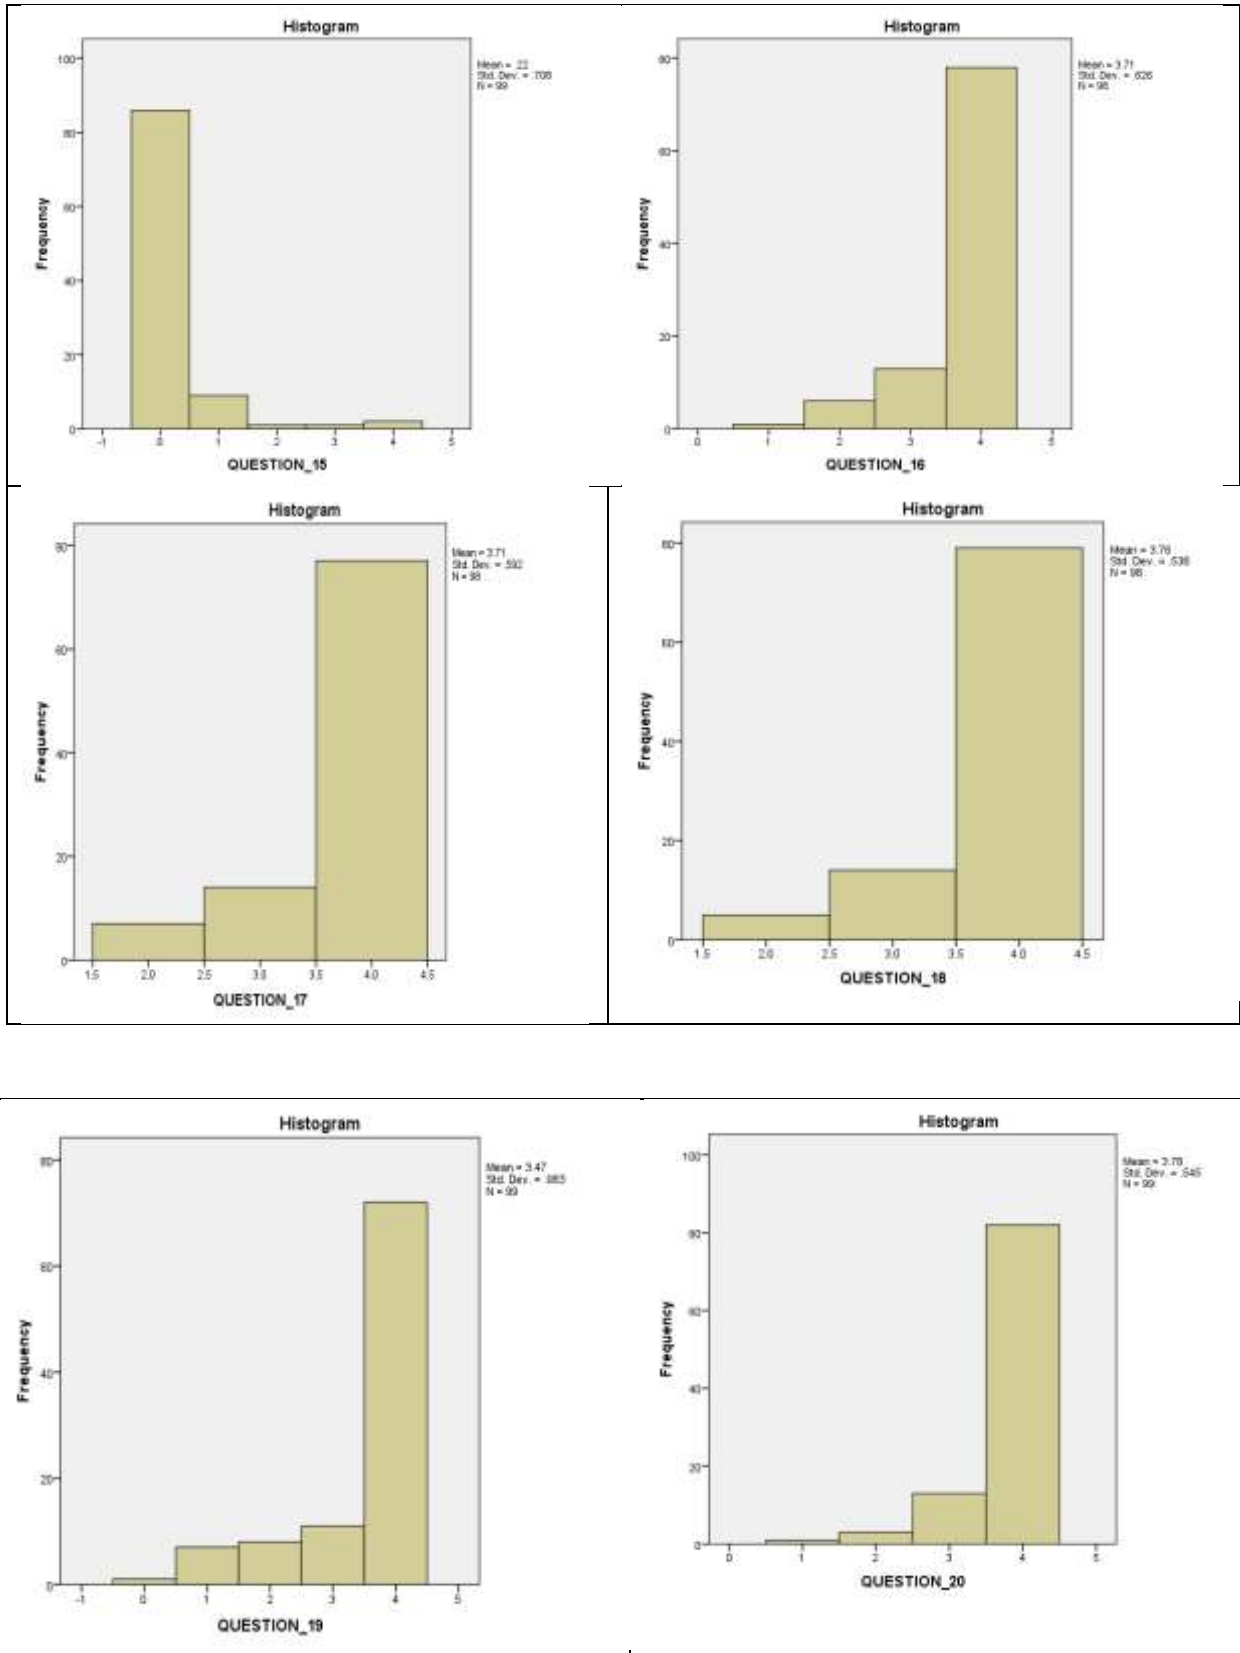 Histogram
Mean = .22
Std. Dev. = .708
N = 99
100
80
60
40
20
0
Frequency
-1 0 1 2 3 4 5
QUESTION_15
Histogram
Mean = 3.71
Std. Dev. = .626
N = 98
80
60
40
20
0
Frequency
0 1 2 3 4 5
QUESTION_16
Histogram
Mean = 3.71
Std. Dev. = .592
N = 98
80
60
40
20
0
Frequency
1.5 2.0 2.5 3.0 3.5 4.0 4.5
QUESTION_17
Histogram
Mean = 3.76
Std. Dev. = .538
N = 98
80
60
40
20
0
Frequency
1.5 2.0 2.5 3.0 3.5 4.0 4.5
QUESTION_18
Histogram
Mean = 3.47
Std. Dev. =
N = 99
80
60
40
20
0
Frequency
-1 0 1 2 3 4 5
QUESTION_19
Histogram
Mean = 3.78
Std. Dev. = .545
N = 99
100
80
60
40
20
0
Frequency
0 1 2 3 4 5
QUESTION_20